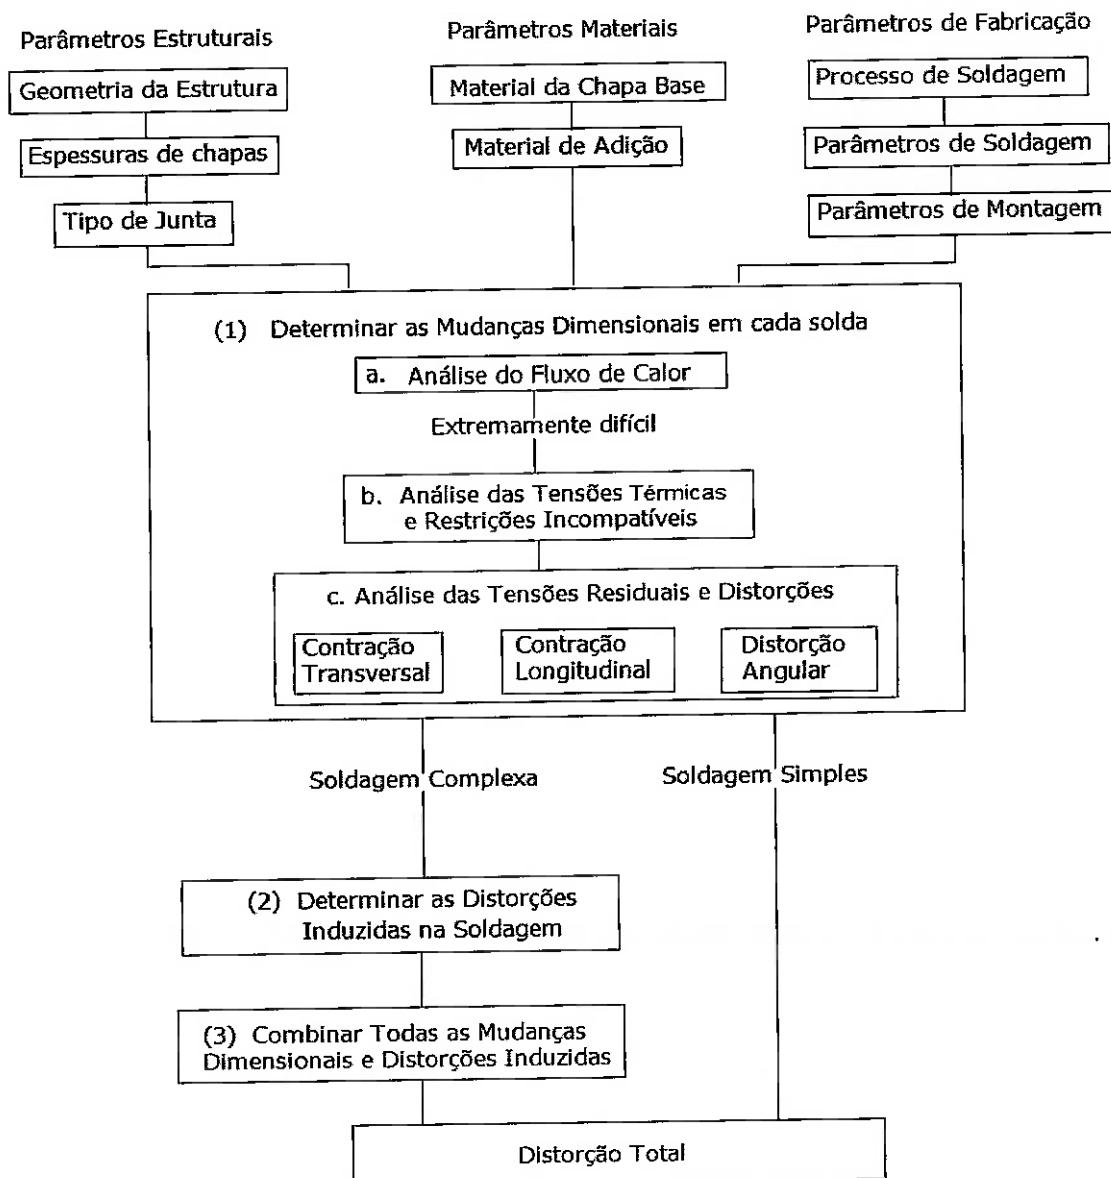 Parâmetros Estruturais
Geometria da Estrutura
Espessuras de chapas
Tipo de Junta
Parâmetros Materiais
Material da Chapa Base
Material de Adição
Parâmetros de Fabricação
Processo de Soldagem
Parâmetros de Soldagem
Parâmetros de Montagem
(1) Determinar as Mudanças Dimensionais em cada solda
a. Análise do Fluxo de Calor
Extremamente difícil
b. Análise das Tensões Térmicas
e Restrições Incompatíveis
c. Análise das Tensões Residuais e Distorções
Contração
Transversal
Contração
Longitudinal
Distorção
Angular
Soldagem Complexa
Soldagem Simples
(2) Determinar as Distorções
Induzidas na Soldagem
(3) Combinar Todas as Mudanças
Dimensionais e Distorções Induzidas
Distorção Total